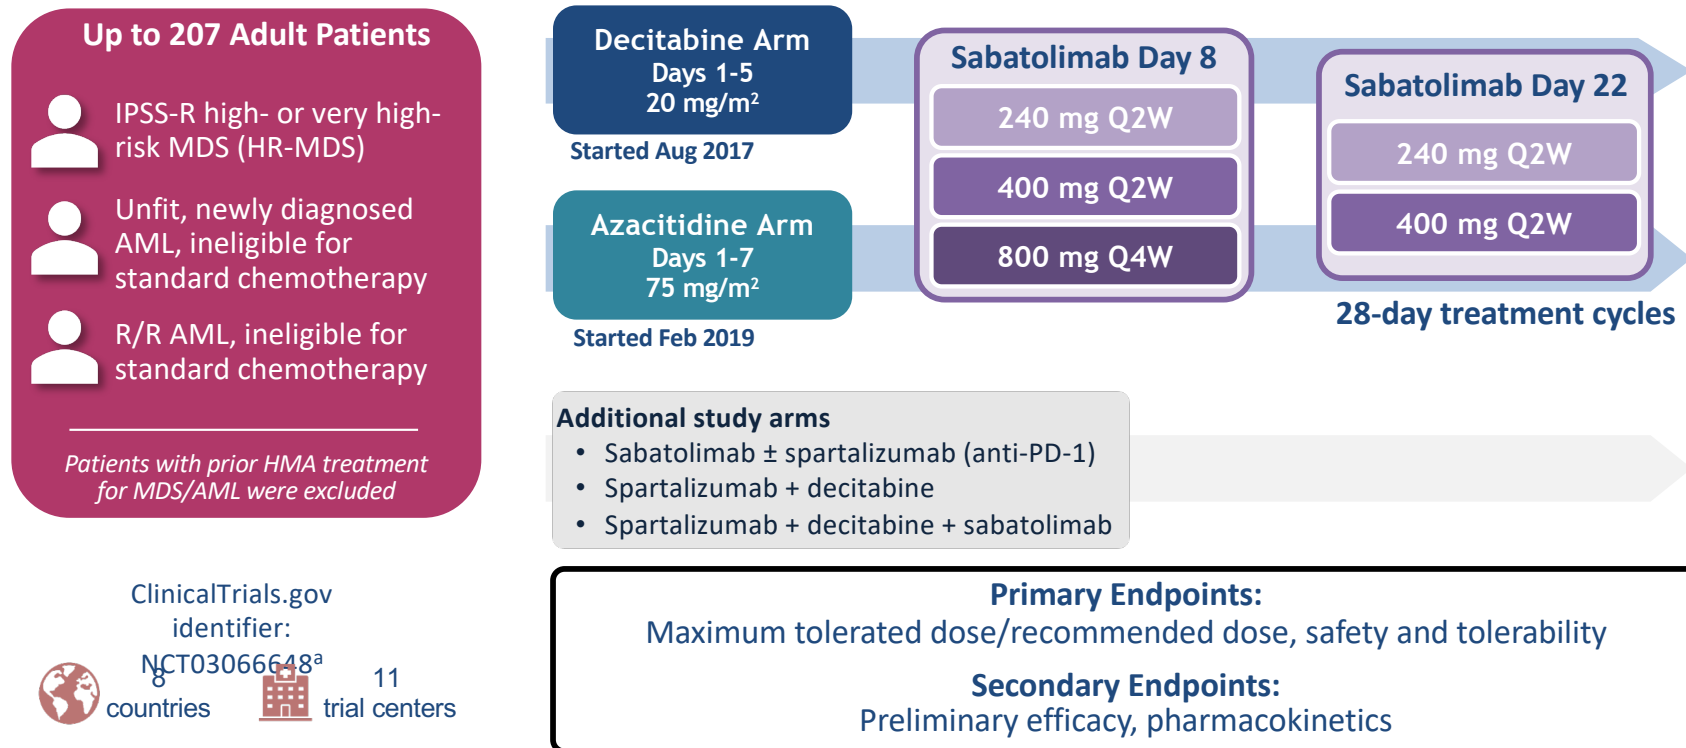 Up to 207 Adult Patients
IPSS-R high- or very high-
risk MDS (HR-MDS)
Unfit, newly diagnosed
AML, ineligible for
standard chemotherapy
R/R AML, ineligible for
standard chemotherapy
Patients with prior HMA treatment
for MDS/AML were excluded
ClinicalTrials.gov
identifier:
NCT03066648ᵃ
8
countries
11
trial centers
Decitabine Arm
Days 1-5
20 mg/m²
Started Aug 2017
Azacitidine Arm
Days 1-7
75 mg/m²
Started Feb 2019
Sabatolimab Day 8
240 mg Q2W
400 mg Q2W
800 mg Q4W
Sabatolimab Day 22
240 mg Q2W
400 mg Q2W
28-day treatment cycles
Additional study arms
• Sabatolimab ± spartalizumab (anti-PD-1)
• Spartalizumab + decitabine
• Spartalizumab + decitabine + sabatolimab
Primary Endpoints:
Maximum tolerated dose/recommended dose, safety and tolerability
Secondary Endpoints:
Preliminary efficacy, pharmacokinetics